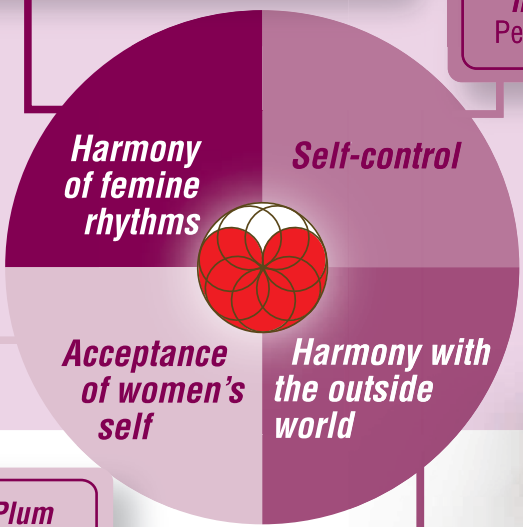 Pe
Harmony
of femine
rhythms
Self-control
Acceptance
of women's
self
Harmony with
the outside
world
Plum